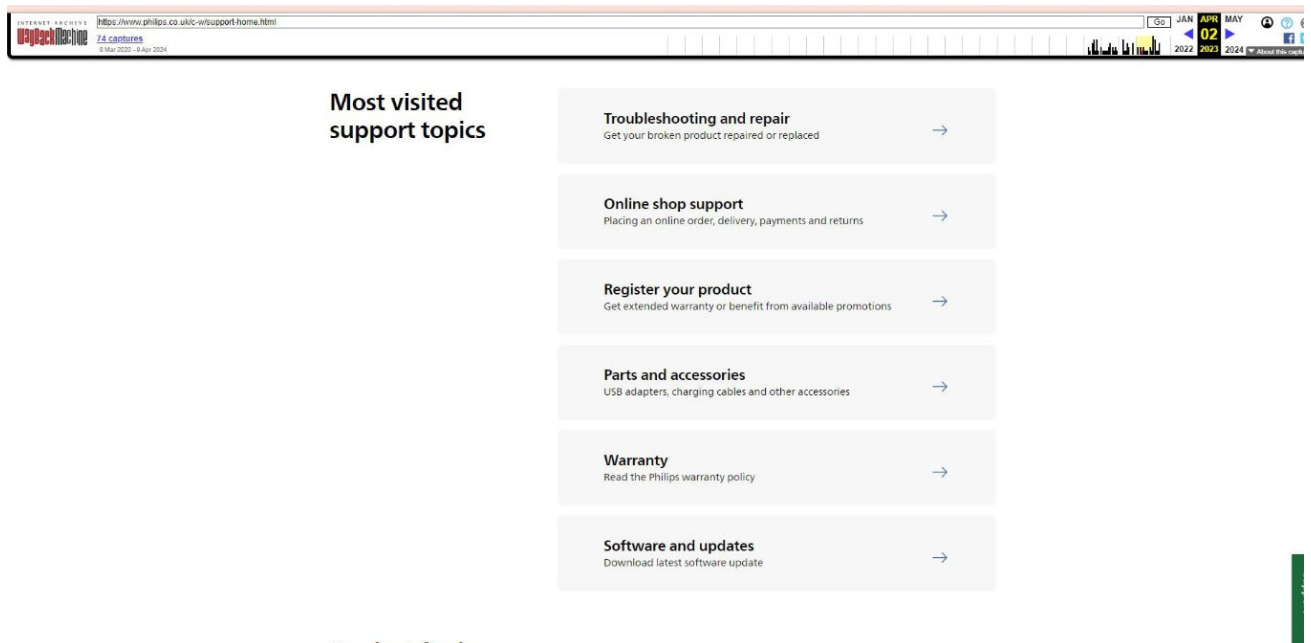 INTERNET ARCHIVE
WayBackMachine
https://www.philips.co.uk/c-w/support-home.html
Go
JAN APR MAY
74 captures
02
8 Mar 2022 - 9 Apr 2024
2022 2023 2024
About this
Most visited
support topics
Troubleshooting and repair
Get your broken product repaired or replaced
Online shop support
Placing an online order, delivery, payments and returns
Register your product
Get extended warranty or benefit from available promotions
Parts and accessories
USB adapters, charging cables and other accessories
Warranty
Read the Philips warranty policy
Software and updates
Download latest software update